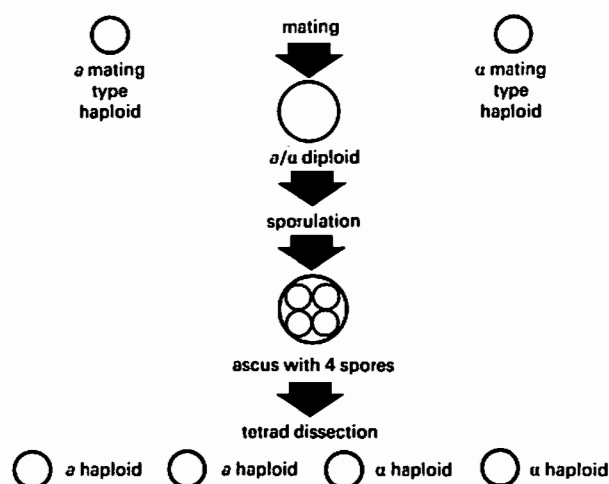 mating
a mating
type
haploid
α mating
type
haploid
a/α diploid
sporulation
ascus with 4 spores
tetrad dissection
a haploid a haploid α haploid α haploid